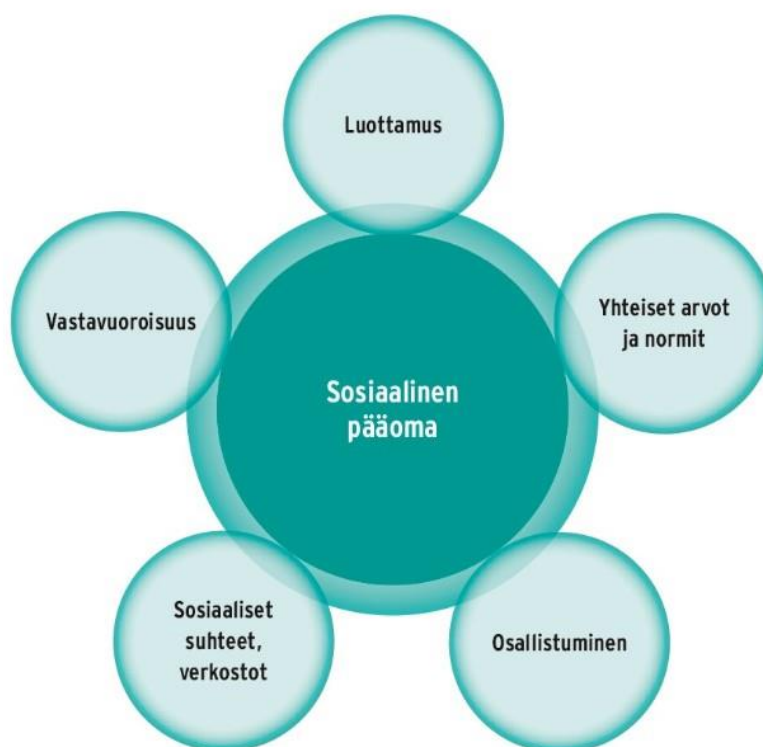 Luottamus
Yhteiset arvot
ja normit
Vastavuoroisuus
Sosiaalinen
pääoma
Sosiaaliset
suhteet,
verkostot
Osallistuminen